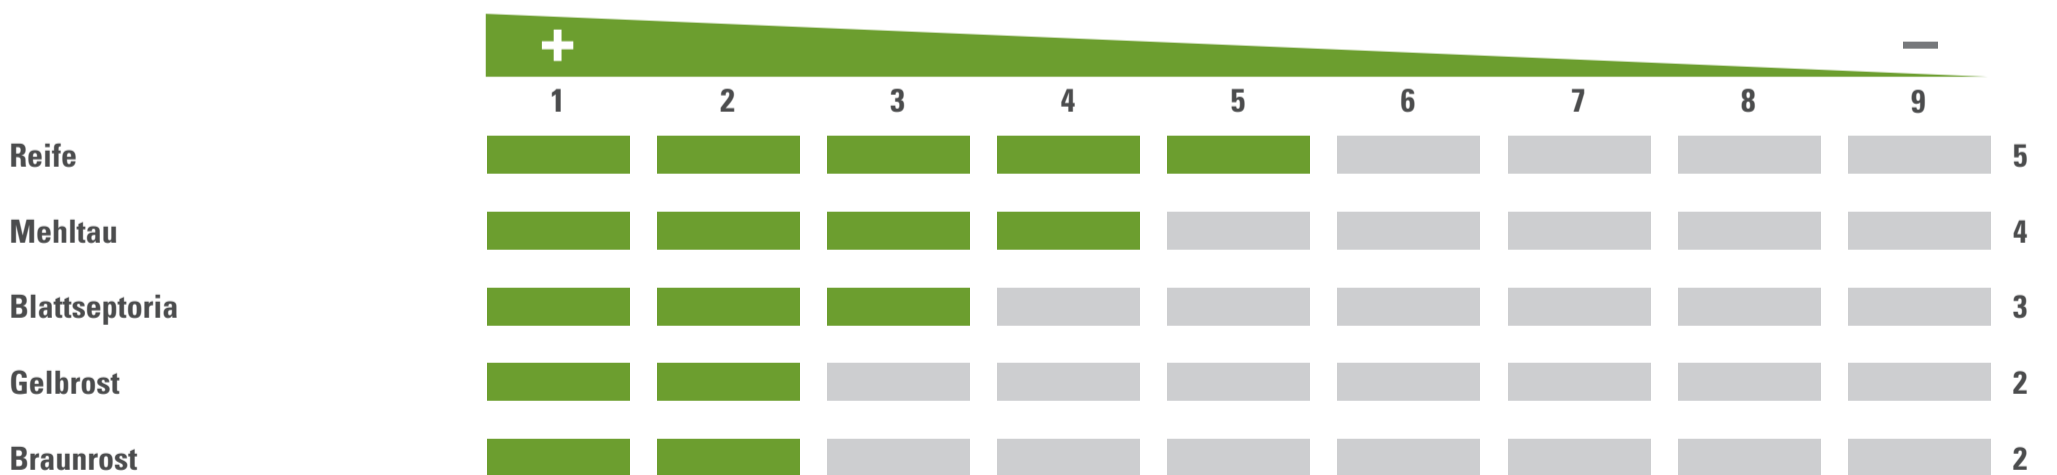 + –
1 2 3 4 5 6 7 8 9
Reife 5
Mehltau 4
Blattseptoria 3
Gelbrost 2
Braunrost 2